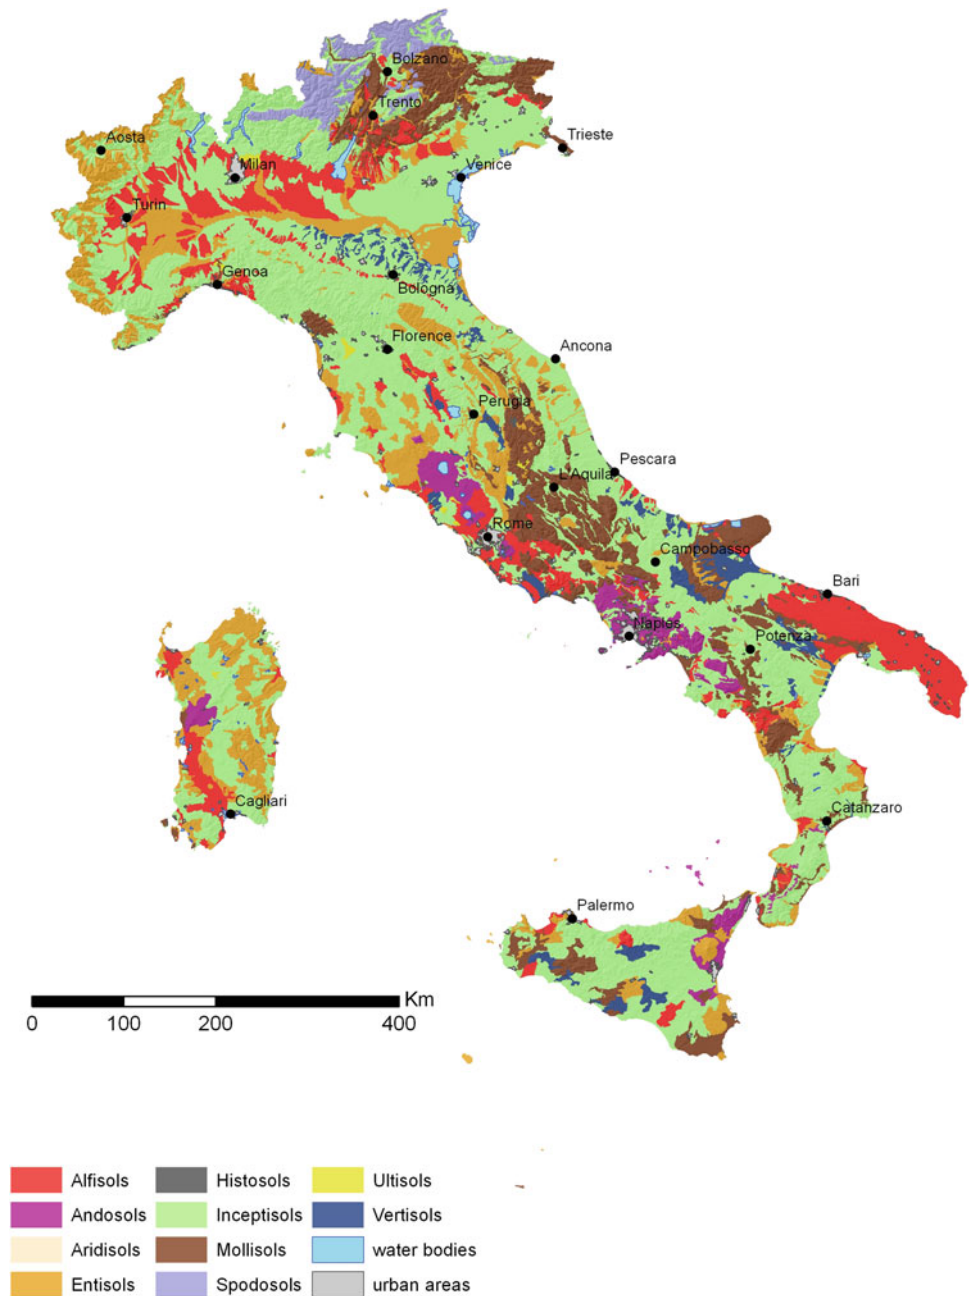 Bolzano
Trento
Aosta
Trieste
Milan
Venice
Turin
Genoa
Bologna
Florence
Ancona
Perugia
Pescara
L'Aquila
Rome
Campobasso
Bari
Naples
Potenza
Cagliari
Catanzaro
Palermo
Km
0 100 200 400
Alfisols Histosols Ultisols
Andosols Inceptisols Vertisols
Aridisols Mollisols water bodies
Entisols Spodosols urban areas